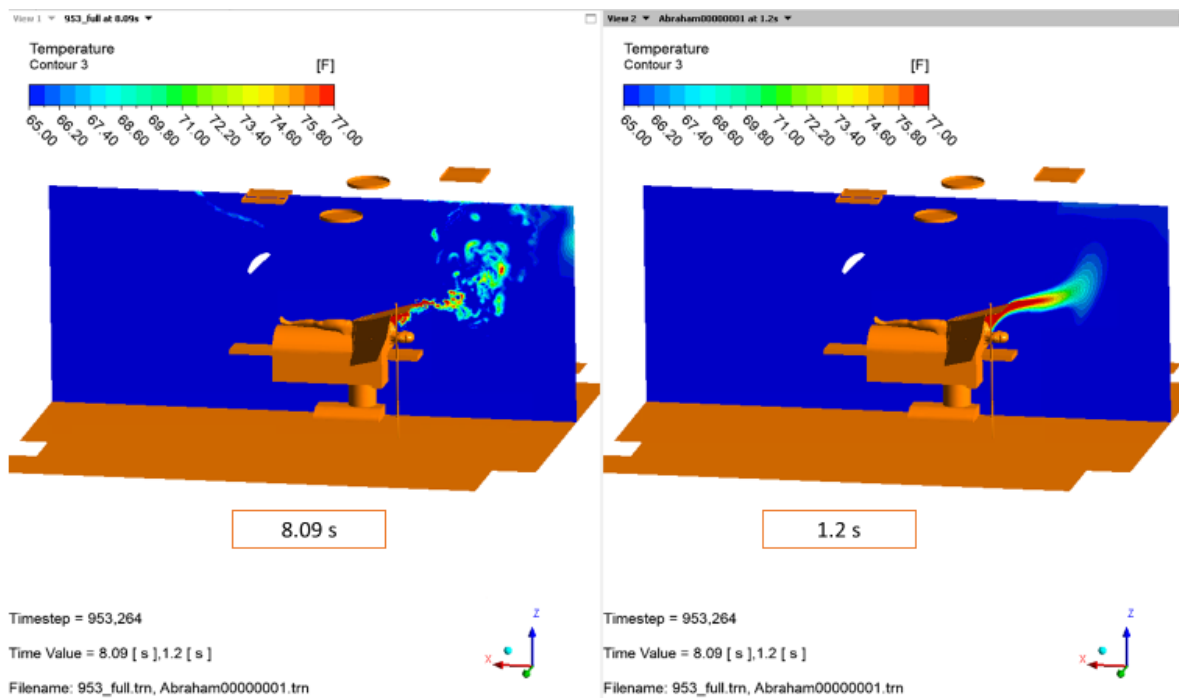 View 1 ▼ 953_full at 8.09s ▼
Temperature
Contour 3
[F]
65.00 66.20 67.40 68.60 69.80 71.00 72.20 73.40 74.60 75.80 77.00
8.09 s
Timestep = 953,264
Time Value = 8.09 [ s ],1.2 [ s ]
Filename: 953_full.trn, Abraham00000001.trn
Z
X
View 2 ▼ Abraham00000001 at 1.2s ▼
Temperature
Contour 3
[F]
65.00 66.20 67.40 68.60 69.80 71.00 72.20 73.40 74.60 75.80 77.00
1.2 s
Timestep = 953,264
Time Value = 8.09 [ s ],1.2 [ s ]
Filename: 953_full.trn, Abraham00000001.trn
Z
X